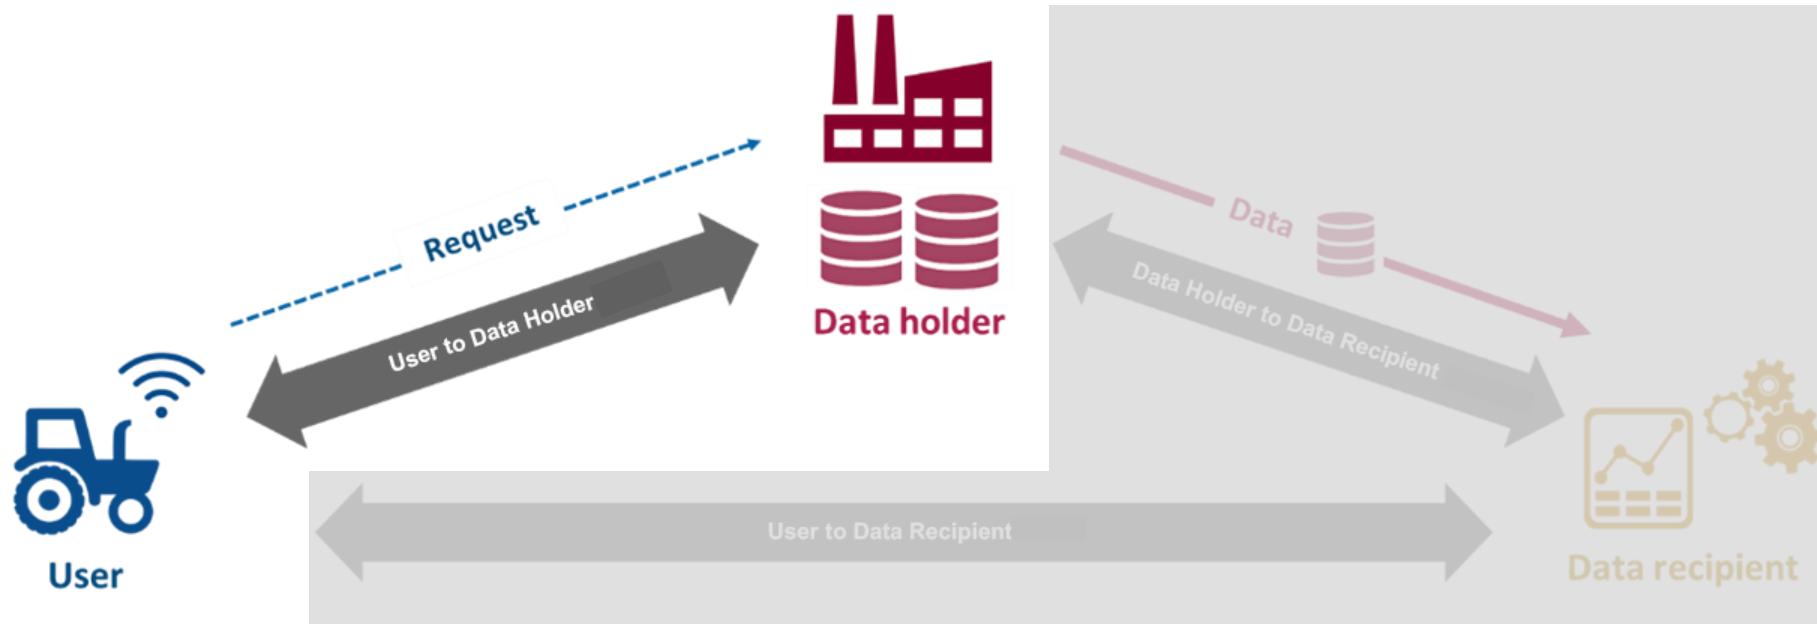 Request
User to Data Holder
Data holder
Data
Data Holder to Data Recipient
User
User to Data Recipient
Data recipient